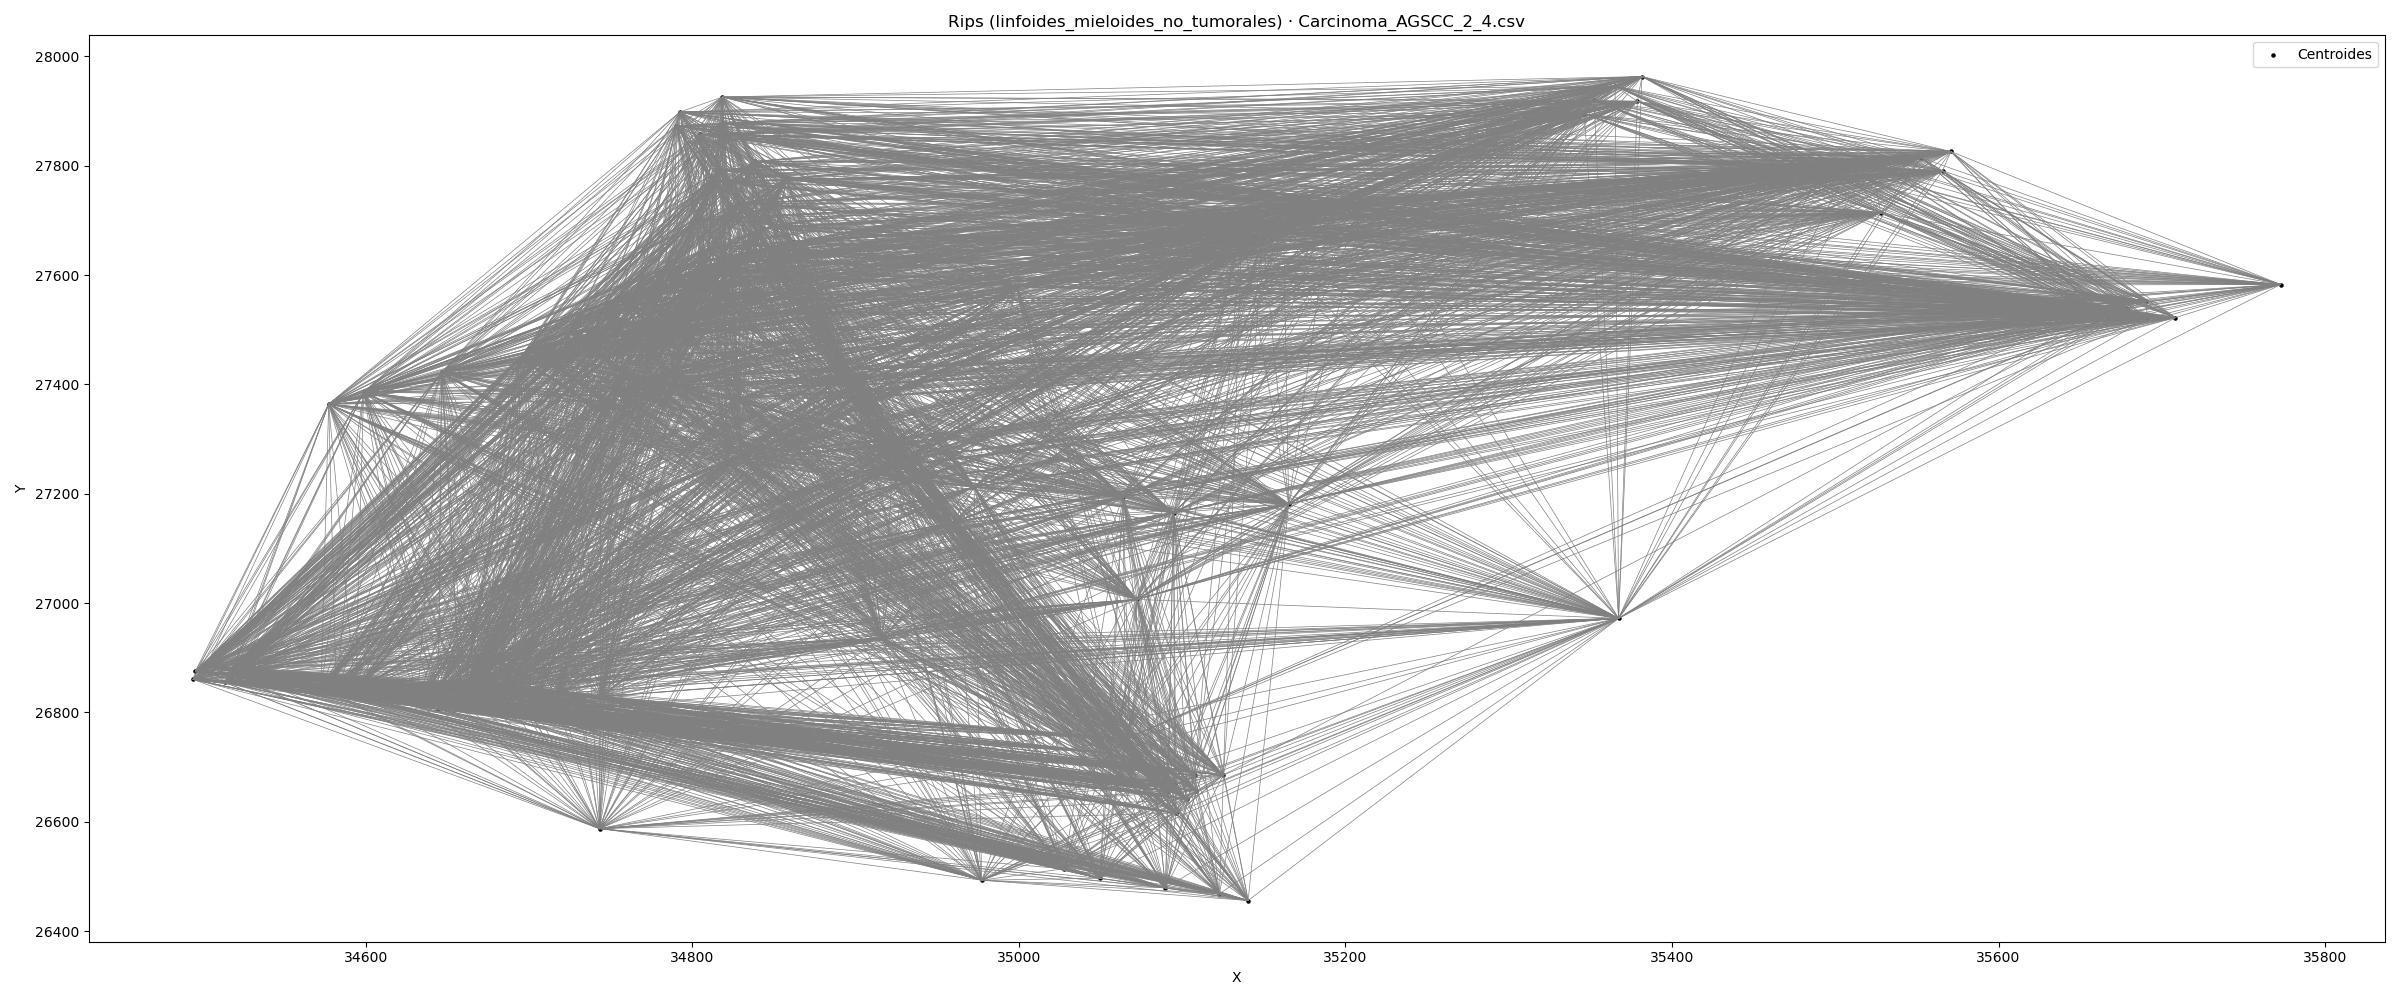 Rips (linfoides_mieloides_no_tumorales) · Carcinoma_AGSCC_2_4.csv
Centroides
28000
27800
27600
27400
27200
27000
26800
26600
26400
Y
34600 34800 35000 35200 35400 35600 35800
X